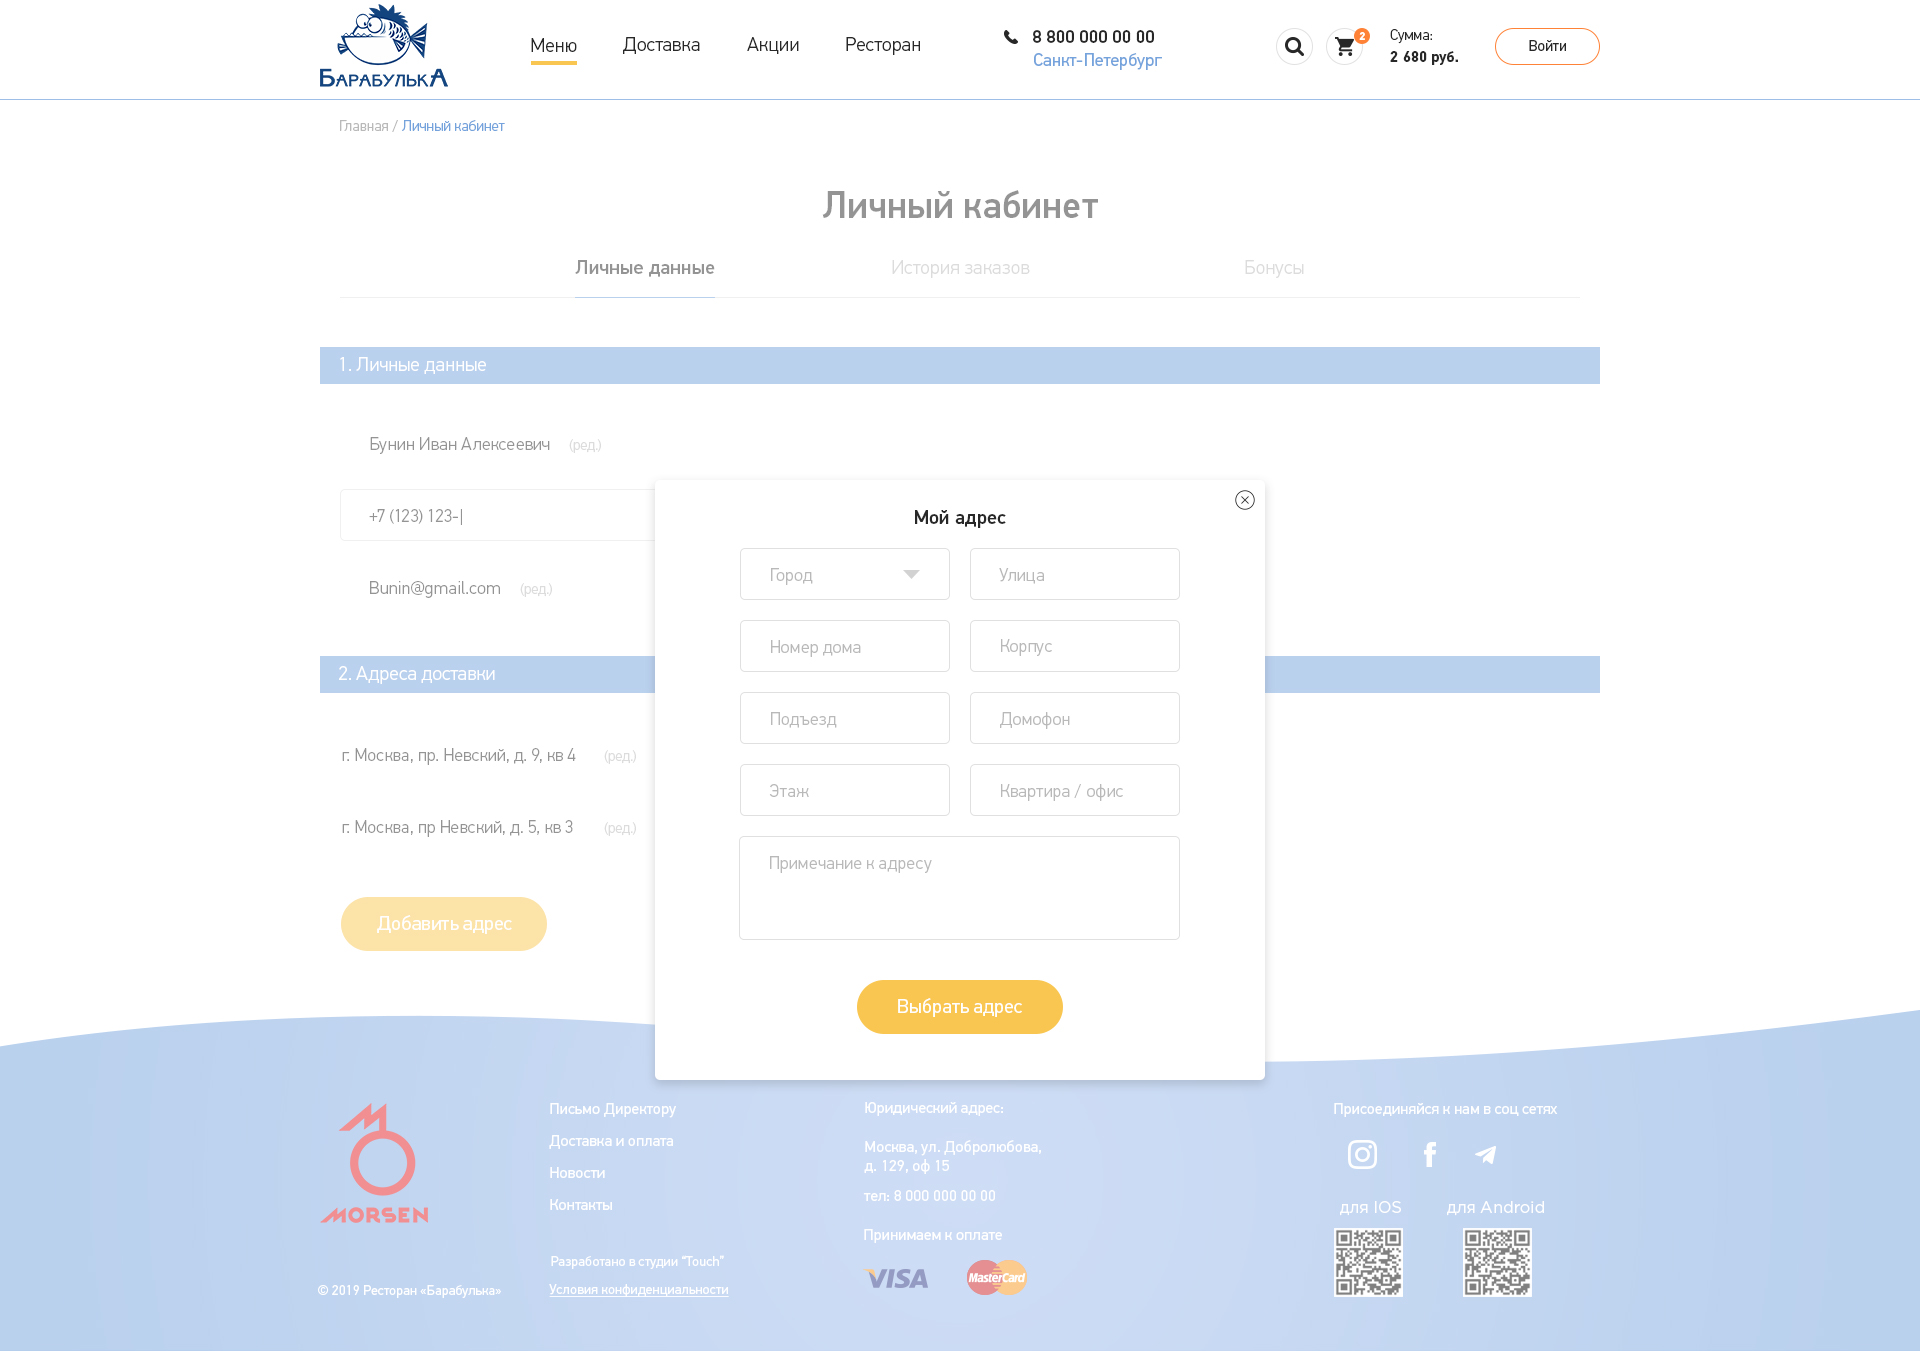 БАРАБУЛЬКА
Меню
Доставка
Акции
Ресторан
8 800 000 00 00
Санкт-Петербург
2
Сумма:
2 680 руб.
Войти
Главная / Личный кабинет
Личный кабинет
Личные данные
История заказов
Бонусы
1. Личные данные
Бунин Иван Алексеевич (ред.)
+7 (123) 123-|
Bunin@gmail.com (ред.)
2. Адреса доставки
г. Москва, пр. Невский, д. 9, кв 4 (ред.)
г. Москва, пр Невский, д. 5, кв 3 (ред.)
Добавить адрес
Мой адрес
Город
Улица
Номер дома
Корпус
Подъезд
Домофон
Этаж
Квартира / офис
Примечание к адресу
Выбрать адрес
MORSEN
© 2019 Ресторан «Барабулька»
Письмо Директору
Доставка и оплата
Новости
Контакты
Разработано в студии "Touch"
Условия конфиденциальности
Юридический адрес:
Москва, ул. Добролюбова,
д. 129, оф 15
тел: 8 000 000 00 00
Принимаем к оплате
VISA
MasterCard
Присоединяйся к нам в соц сетях
для IOS
для Android